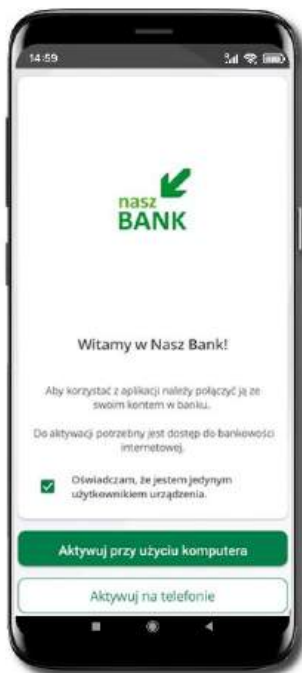 14:59
nasz
BANK
Witamy w Nasz Bank!
Aby korzystać z aplikacji należy połączyć ją ze
swoim kontem w banku.
Do aktywacji potrzebny jest dostęp do bankowości
internetowej.
Oświadczam, że jestem jedynym
użytkownikiem urządzenia.
Aktywuj przy użyciu komputera
Aktywuj na telefonie